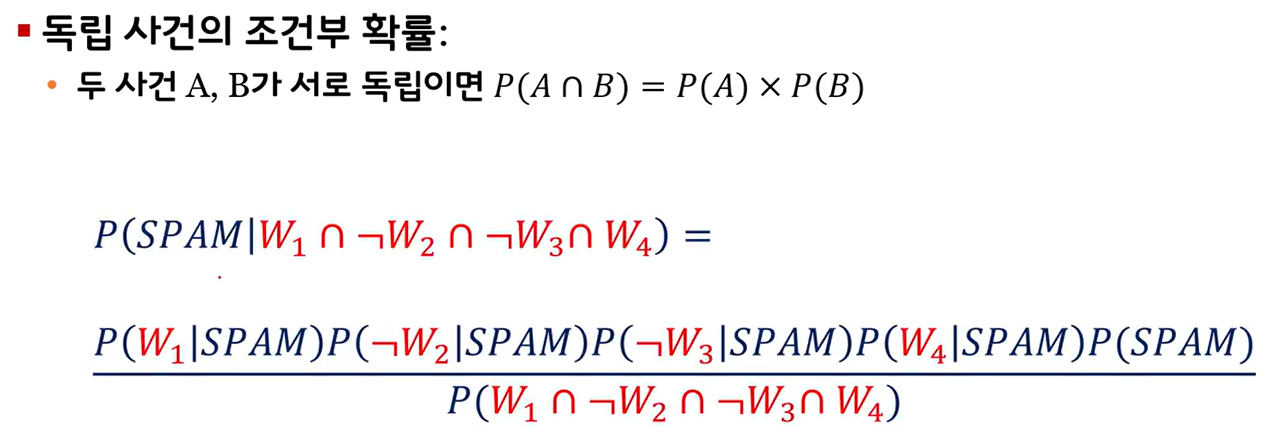 ▪ 독립 사건의 조건부 확률:
• 두 사건 A, B가 서로 독립이면 P(A ∩ B) = P(A) × P(B)
P(SPAM|W₁ ∩ ¬W₂ ∩ ¬W₃∩ W₄) =
P(W₁|SPAM)P(¬W₂|SPAM)P(¬W₃|SPAM)P(W₄|SPAM)P(SPAM)
P(W₁ ∩ ¬W₂ ∩ ¬W₃∩ W₄)